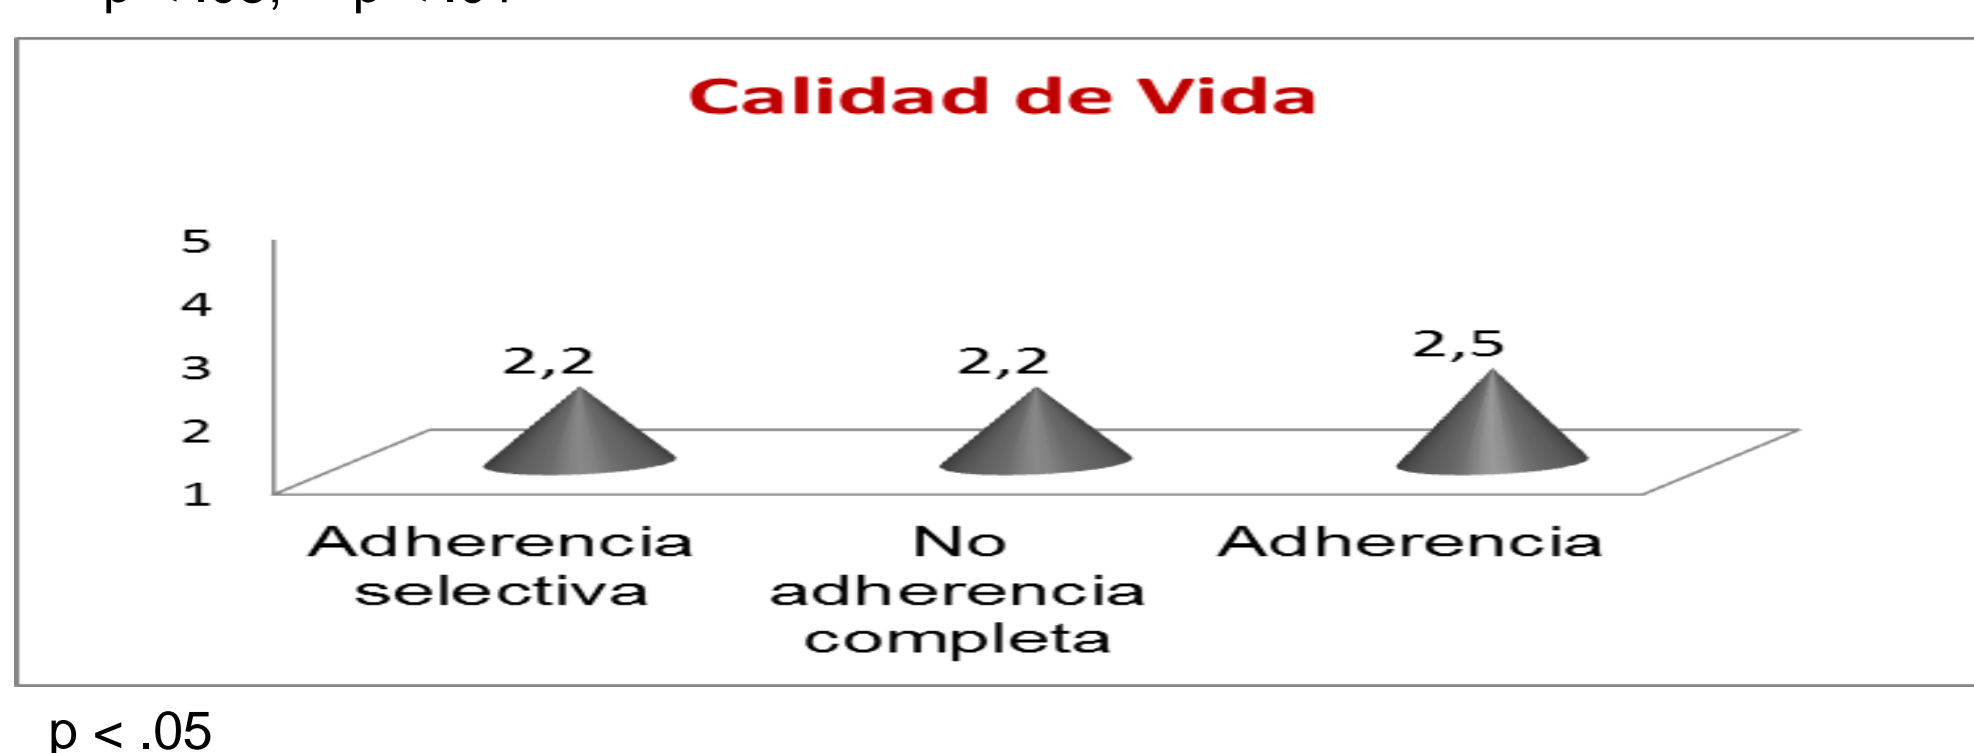 Calidad de Vida
5
4
3
2
1
2,2
2,2
2,5
Adherencia
selectiva
No
adherencia
completa
Adherencia
p < .05